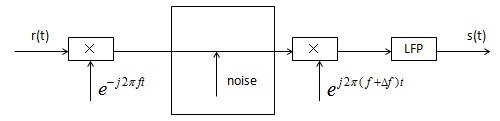 r(t) × noise × LFP s(t)
e^{-j2πft} e^{j2π(f+Δf)t}